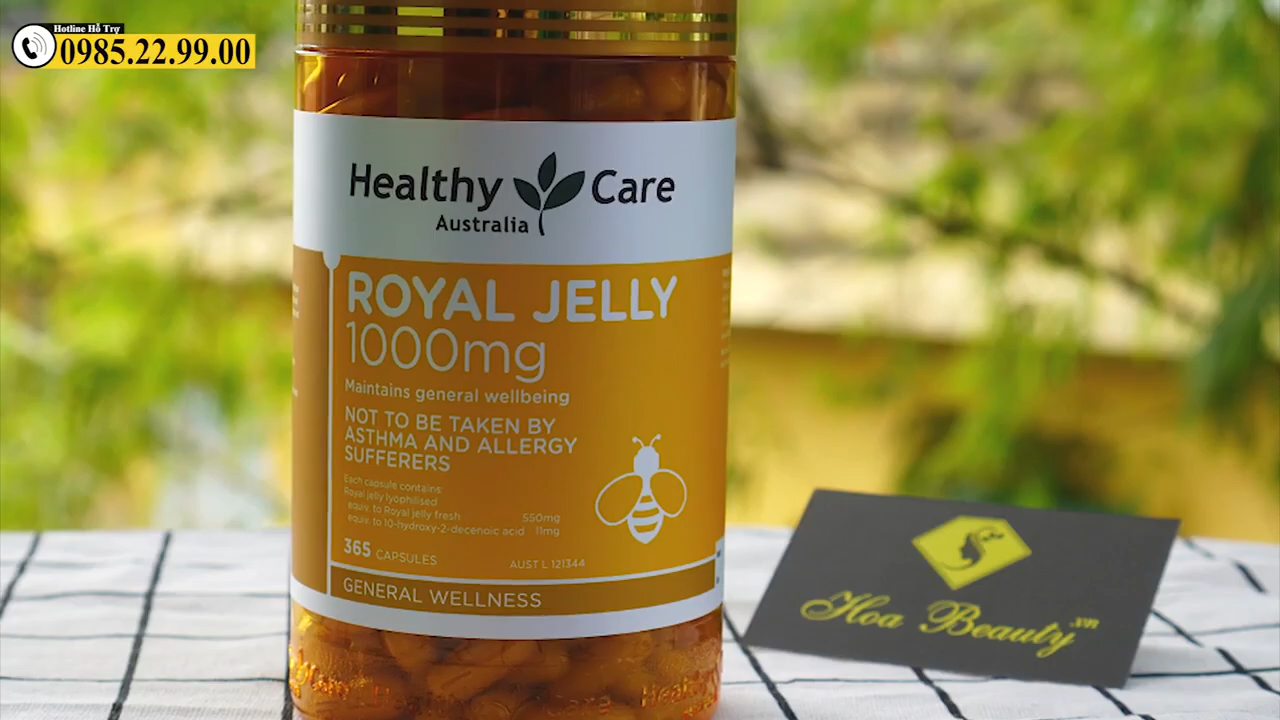 Hotline Hỗ Trợ
0985.22.99.00
Healthy Care
Australia
ROYAL JELLY
1000mg
Maintains general wellbeing
NOT TO BE TAKEN BY
ASTHMA AND ALLERGY
SUFFERERS
Each capsule contains:
Royal jelly lyophilised
equiv. to Royal jelly fresh 550mg
equiv. to 10-hydroxy-2-decenoic acid 11mg
365 CAPSULES AUST L 121344
GENERAL WELLNESS
Hoa Beauty.vn